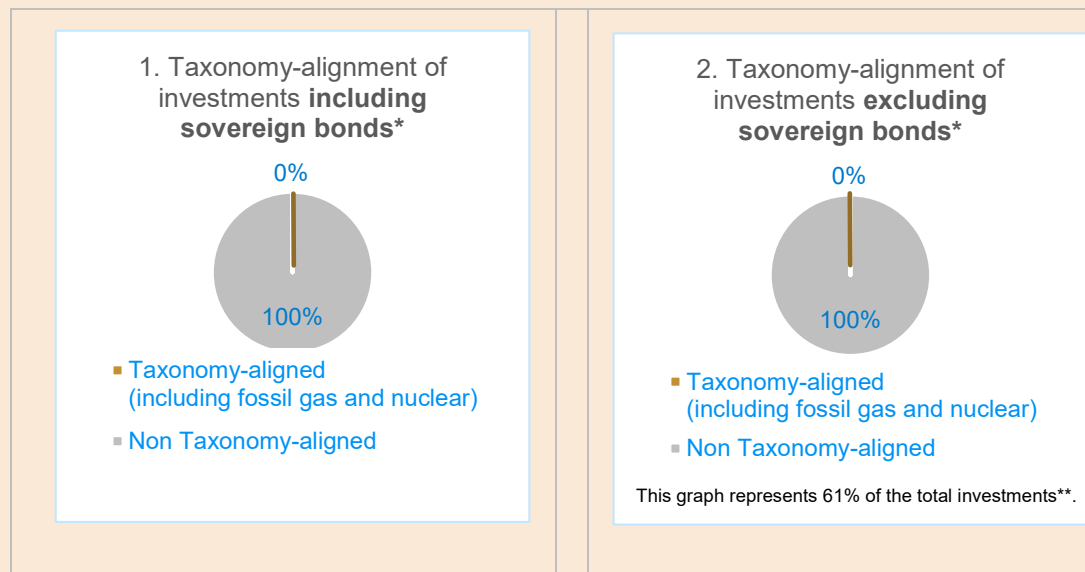 1. Taxonomy-alignment of
investments including
sovereign bonds*
0%
100%
Taxonomy-aligned
(including fossil gas and nuclear)
Non Taxonomy-aligned
2. Taxonomy-alignment of
investments excluding
sovereign bonds*
0%
100%
Taxonomy-aligned
(including fossil gas and nuclear)
Non Taxonomy-aligned
This graph represents 61% of the total investments**.